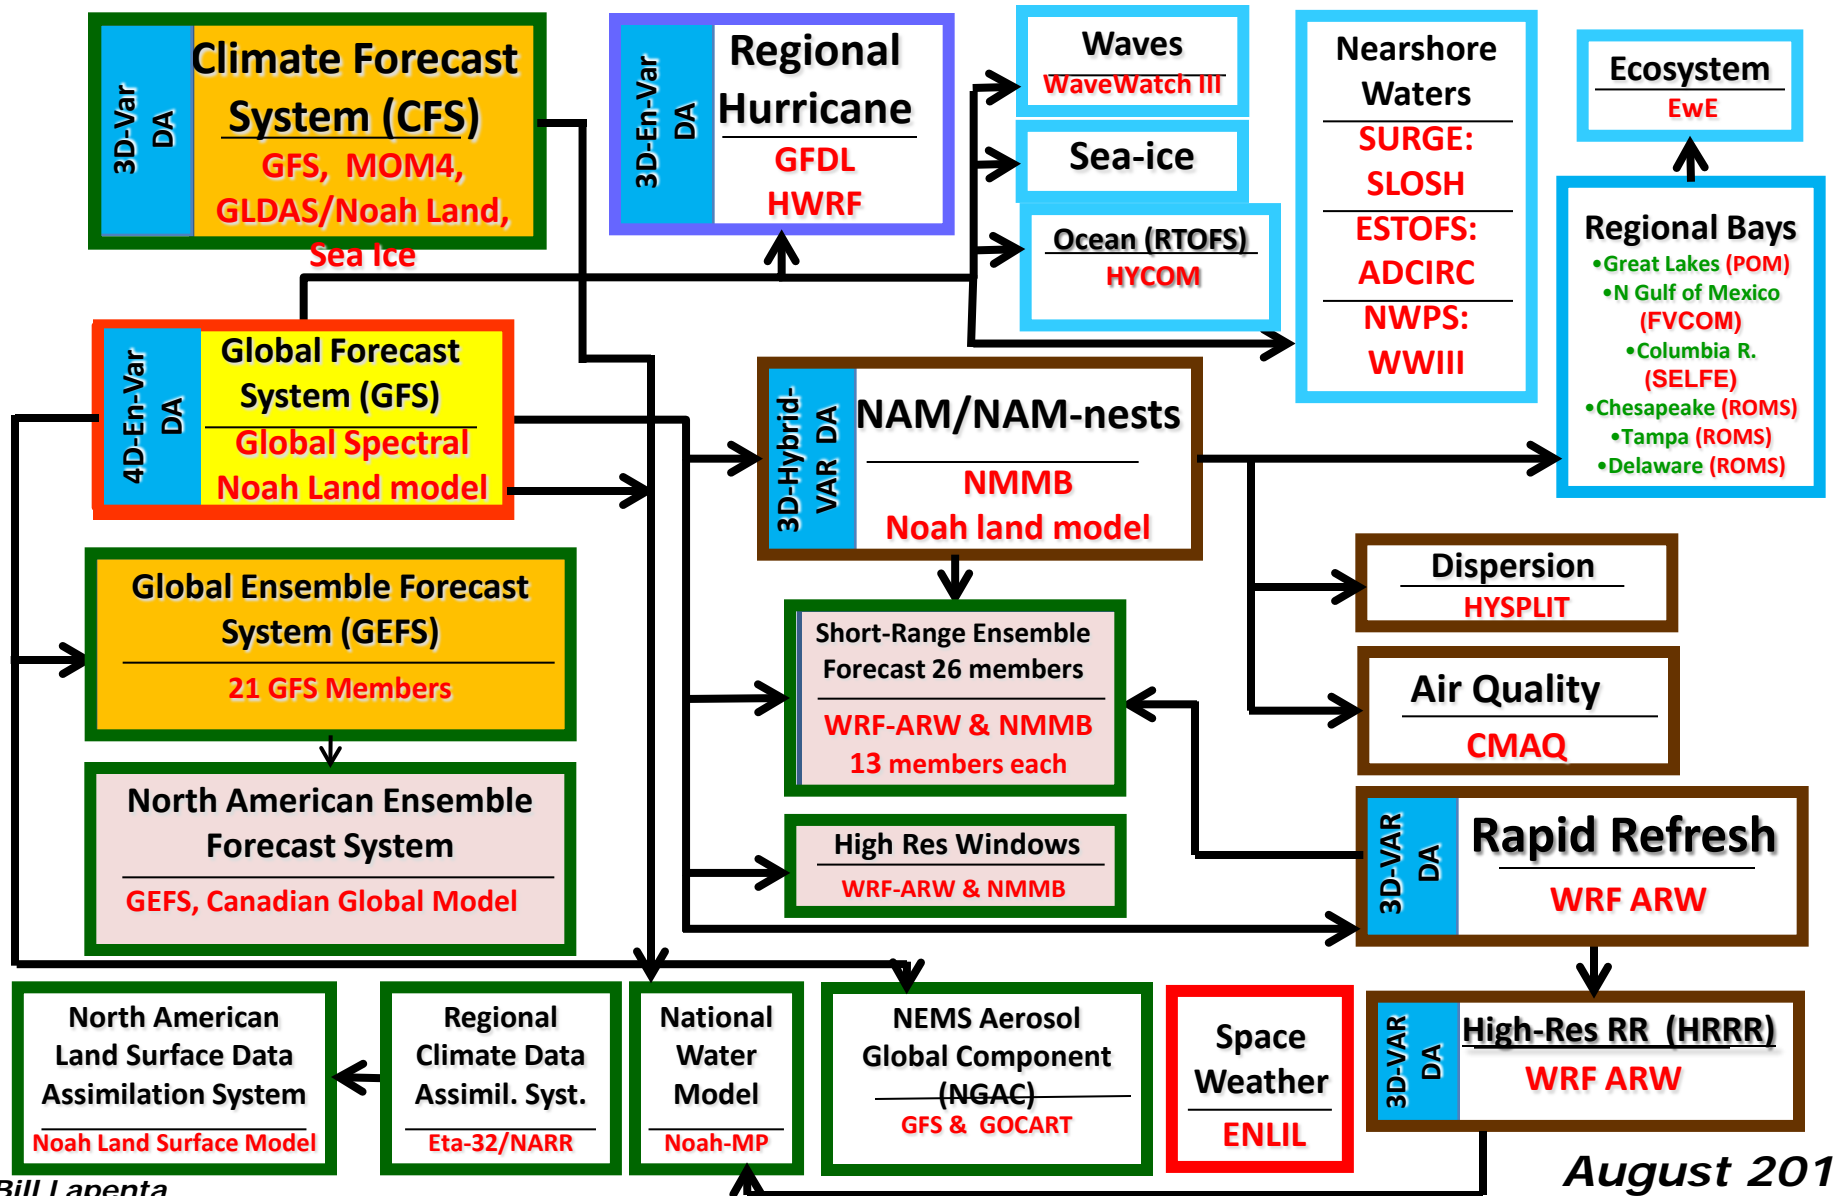 3D-Var
DA
Climate Forecast
System (CFS)
GFS, MOM4,
GLDAS/Noah Land,
Sea Ice
3D-En-Var
DA
Regional
Hurricane
GFDL
HWRF
Waves
WaveWatch III
Sea-ice
Ocean (RTOFS)
HYCOM
Nearshore
Waters
SURGE:
SLOSH
ESTOFS:
ADCIRC
NWPS:
WWIII
Ecosystem
EwE
Regional Bays
•Great Lakes (POM)
•N Gulf of Mexico
(FVCOM)
•Columbia R.
(SELFE)
•Chesapeake (ROMS)
•Tampa (ROMS)
•Delaware (ROMS)
4D-En-Var
DA
Global Forecast
System (GFS)
Global Spectral
Noah Land model
3D-Hybrid-
VAR DA
NAM/NAM-nests
NMMB
Noah land model
Global Ensemble Forecast
System (GEFS)
21 GFS Members
Short-Range Ensemble
Forecast 26 members
WRF-ARW & NMMB
13 members each
Dispersion
HYSPLIT
Air Quality
CMAQ
North American Ensemble
Forecast System
GEFS, Canadian Global Model
High Res Windows
WRF-ARW & NMMB
3D-VAR
DA
Rapid Refresh
WRF ARW
North American
Land Surface Data
Assimilation System
Noah Land Surface Model
Regional
Climate Data
Assimil. Syst.
Eta-32/NARR
National
Water
Model
Noah-MP
NEMS Aerosol
Global Component
(NGAC)
GFS & GOCART
Space
Weather
ENLIL
3D-VAR
DA
High-Res RR (HRRR)
WRF ARW
Bill Lapenta
August 201